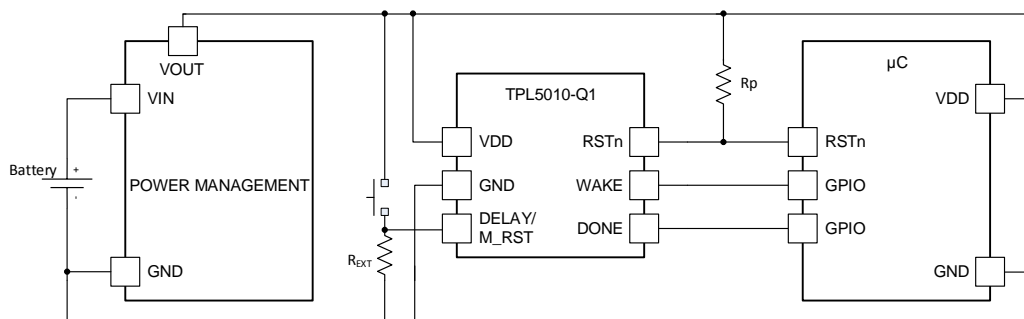 VOUT
VIN
Battery
+
-
POWER MANAGEMENT
GND
REXT
TPL5010-Q1
VDD
GND
DELAY/
M_RST
RSTn
WAKE
DONE
Rp
µC
VDD
RSTn
GPIO
GPIO
GND